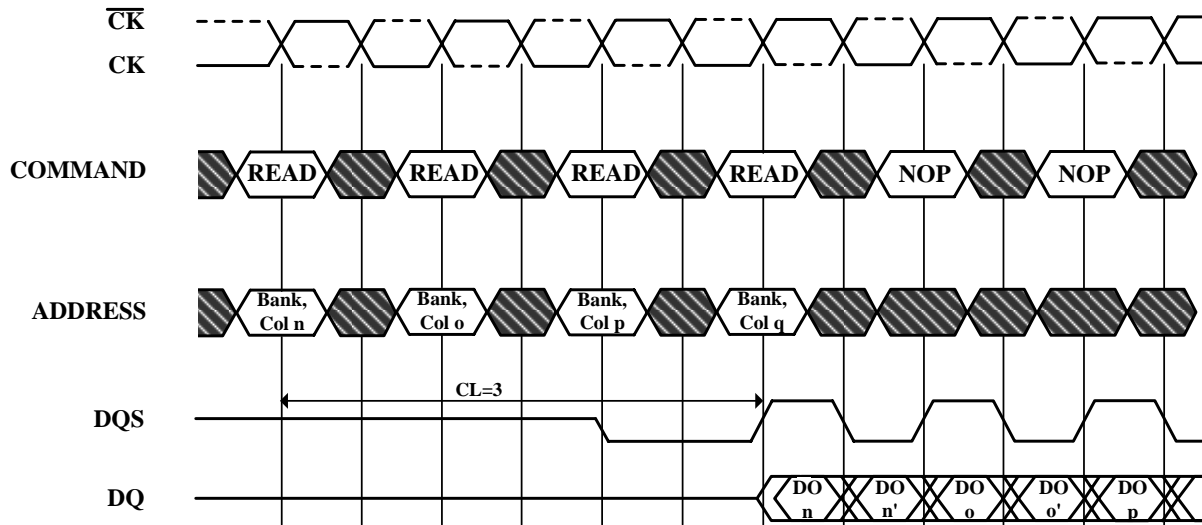 CK
CK
COMMAND READ READ READ READ NOP NOP
ADDRESS Bank, Col n Bank, Col o Bank, Col p Bank, Col q
CL=3
DQS
DQ DO n DO n' DO o DO o' DO p